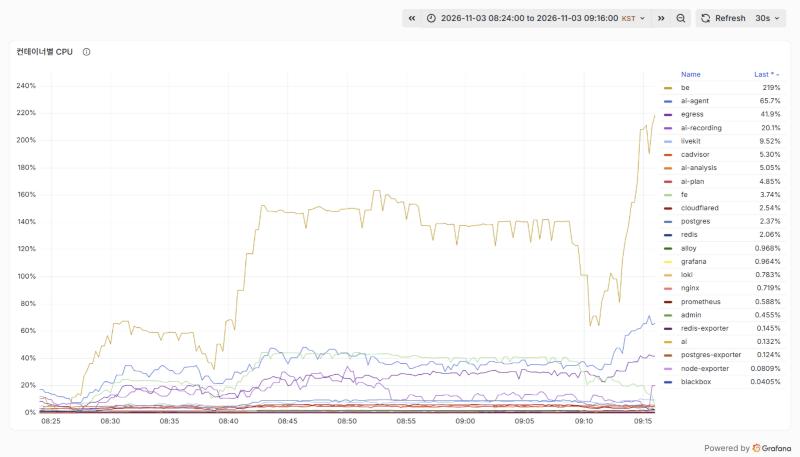 2026-11-03 08:24:00 to 2026-11-03 09:16:00 KST Refresh 30s
컨테이너별 CPU
Name Last *
be 219%
ai-agent 65.7%
egress 41.9%
ai-recording 20.1%
livekit 9.52%
cadvisor 5.30%
ai-analysis 5.05%
ai-plan 4.85%
fe 3.74%
cloudflared 2.54%
postgres 2.37%
redis 2.06%
alloy 0.968%
grafana 0.964%
loki 0.783%
nginx 0.719%
prometheus 0.588%
admin 0.455%
redis-exporter 0.145%
ai 0.132%
postgres-exporter 0.124%
node-exporter 0.0809%
blackbox 0.0405%
240%
220%
200%
180%
160%
140%
120%
100%
80%
60%
40%
20%
0%
08:25 08:30 08:35 08:40 08:45 08:50 08:55 09:00 09:05 09:10 09:15
Powered by Grafana